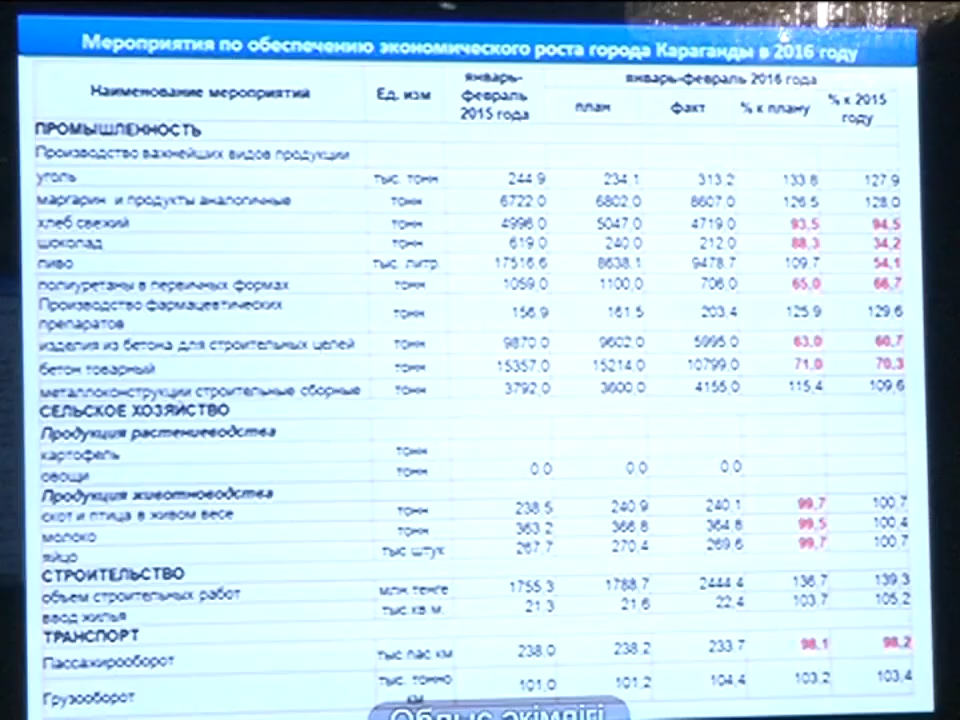 Мероприятия по обеспечению экономического роста города Караганды в 2016 году
Наименование мероприятий Ед. изм январь-февраль 2015 года январь-февраль 2016 года
план факт % к плану % к 2015 году
ПРОМЫШЛЕННОСТЬ
Производство важнейших видов продукции
уголь тыс. тонн 244.9 234.1 313.2 133.8 127.9
маргарин и продукты аналогичные тонн 6722.0 6802.0 8607.0 126.5 128.0
хлеб свежий тонн 4996.0 5047.0 4719.0 93,5 94,5
шоколад тонн 619.0 240.0 212.0 88,3 34,2
пиво тыс. литр. 17516.6 8638.1 9478.7 109.7 54,1
полиуретаны в первичных формах тонн 1059.0 1100.0 706.0 65,0 66,7
Производство фармацевтических
препаратов тонн 156.9 161.5 203.4 125.9 129.6
изделия из бетона для строительных целей тонн 9870.0 9602.0 5995.0 63,0 60,7
бетон товарный тонн 15357.0 15214.0 10799.0 71,0 70,3
металлоконструкции строительные сборные тонн 3792.0 3600.0 4155.0 115.4 109.6
СЕЛЬСКОЕ ХОЗЯЙСТВО
Продукция растениеводства
картофель тонн
овощи тонн 0.0 0.0 0.0
Продукция животноводства
скот и птица в живом весе тонн 238.5 240.9 240.1 99,7 100.7
молоко тонн 363.2 366.8 364.8 99,5 100.4
яйцо тыс штук 267.7 270.4 269.6 99,7 100.7
СТРОИТЕЛЬСТВО
объем строительных работ млн тенге 1755.3 1788.7 2444.4 136.7 139.3
ввод жилья тыс. кв м. 21.3 21.6 22.4 103.7 105.2
ТРАНСПОРТ
Пассажирооборот тыс пас км 238.0 238.2 233.7 98,1 98,2
Грузооборот тыс. тонно км 101,0 101,2 104,4 103.2 103,4
Облыс әкімдігі